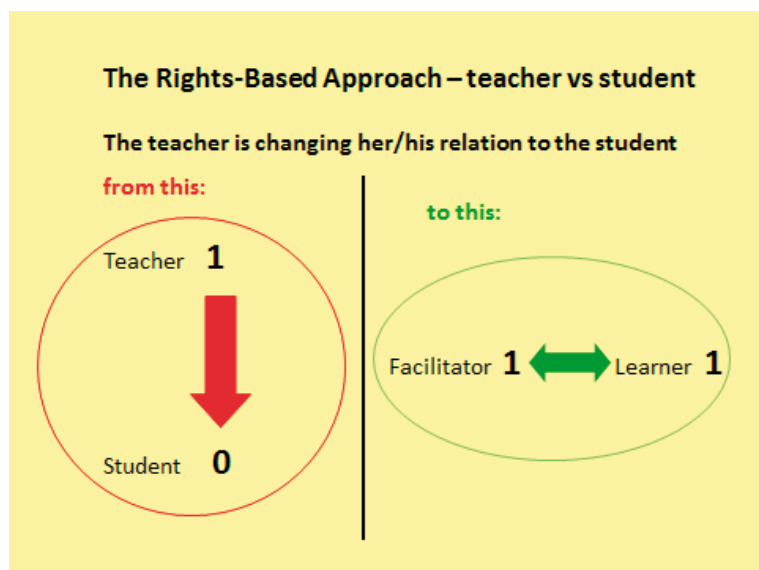 The Rights-Based Approach – teacher vs student
The teacher is changing her/his relation to the student
from this:
Teacher 1
Student 0
to this:
Facilitator 1 Learner 1